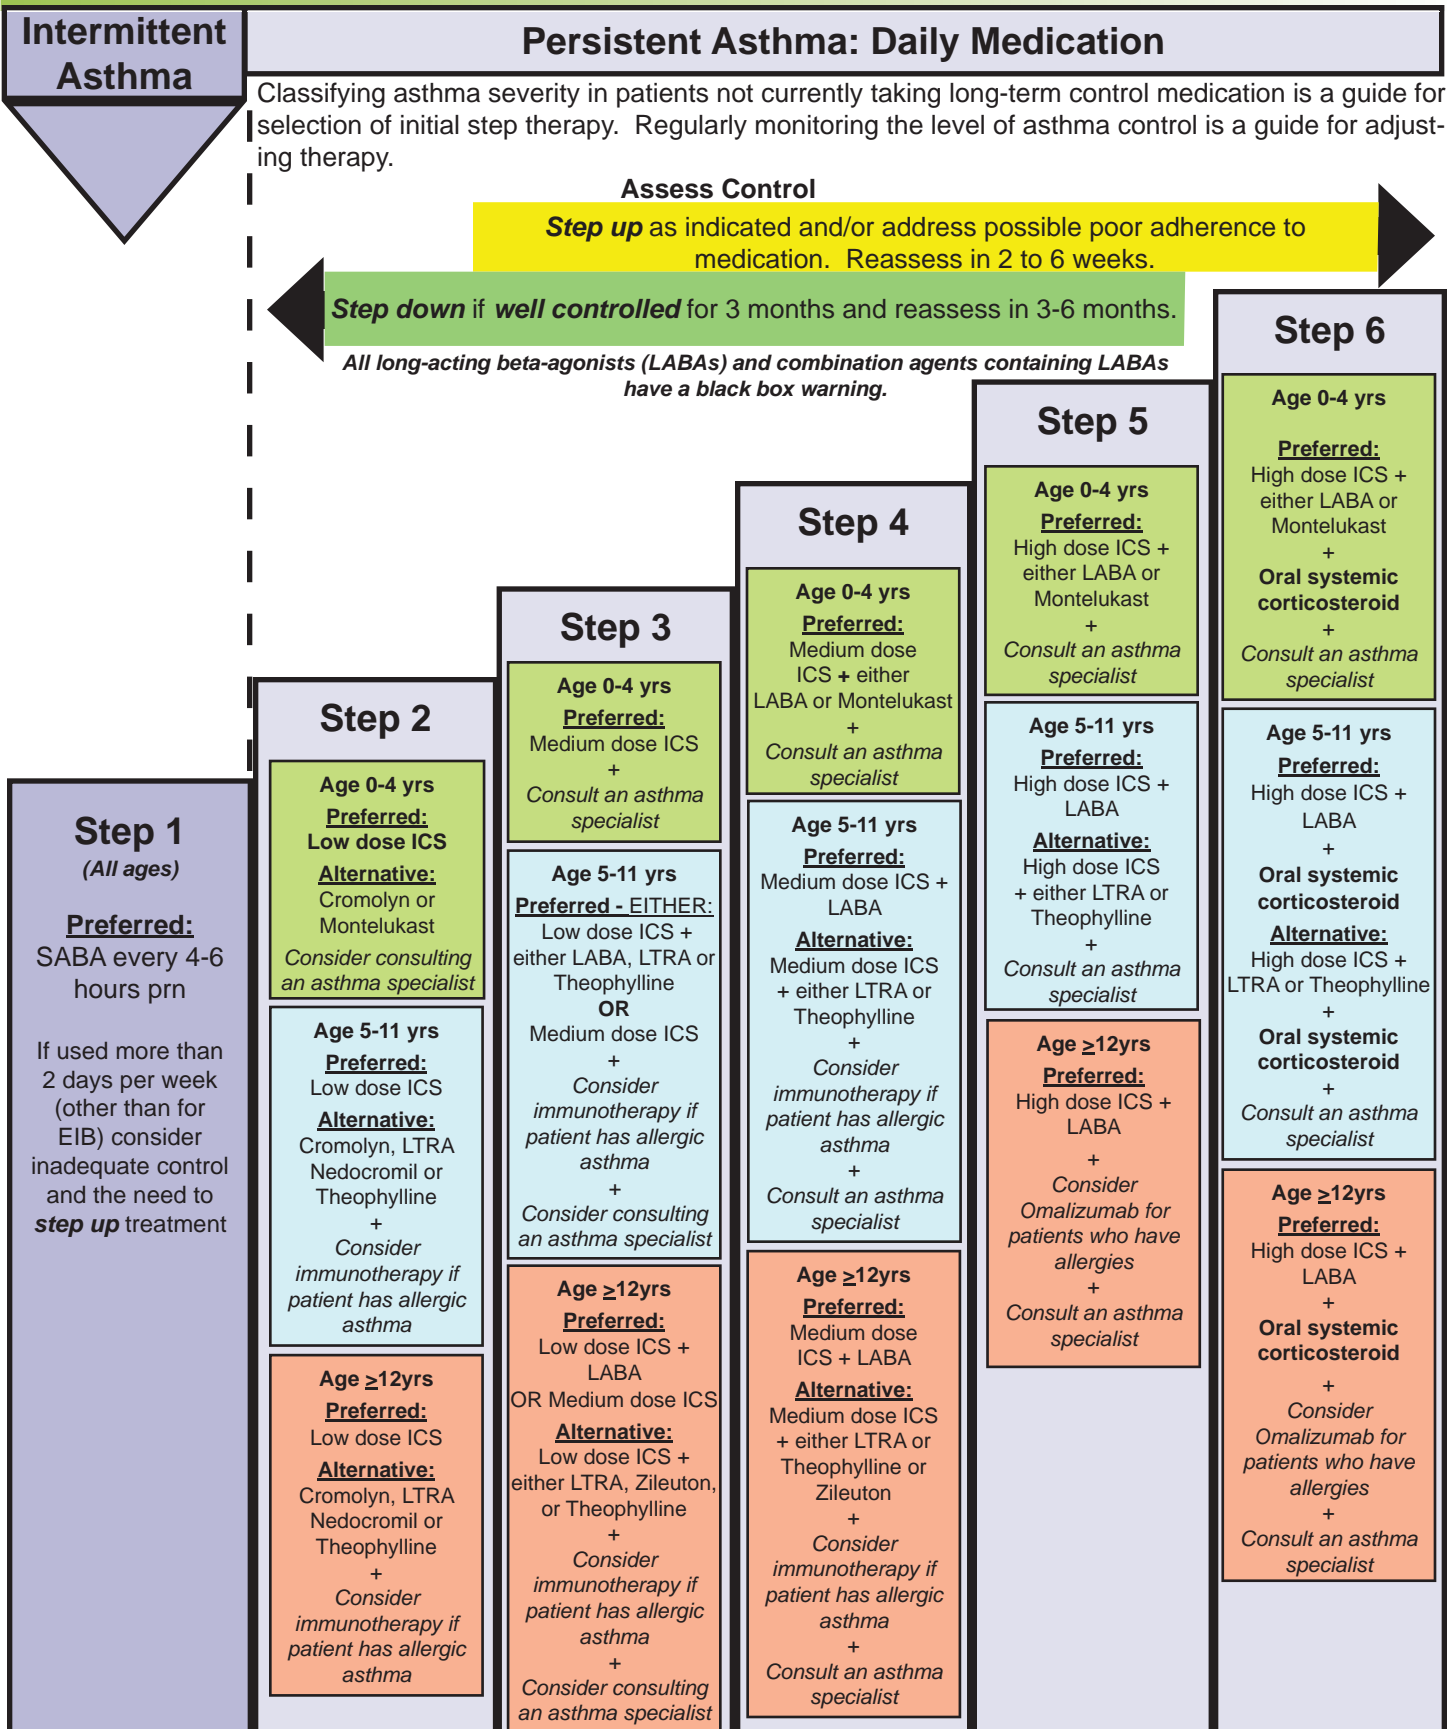 Intermittent
Asthma
Persistent Asthma: Daily Medication
Classifying asthma severity in patients not currently taking long-term control medication is a guide for
selection of initial step therapy. Regularly monitoring the level of asthma control is a guide for adjust-
ing therapy.
Assess Control
Step up as indicated and/or address possible poor adherence to
medication. Reassess in 2 to 6 weeks.
Step down if well controlled for 3 months and reassess in 3-6 months.
All long-acting beta-agonists (LABAs) and combination agents containing LABAs
have a black box warning.
Step 1
(All ages)
Preferred:
SABA every 4-6
hours prn
If used more than
2 days per week
(other than for
EIB) consider
inadequate control
and the need to
step up treatment
Step 2
Age 0-4 yrs
Preferred:
Low dose ICS
Alternative:
Cromolyn or
Montelukast
Consider consulting
an asthma specialist
Age 5-11 yrs
Preferred:
Low dose ICS
Alternative:
Cromolyn, LTRA
Nedocromil or
Theophylline
+
Consider
immunotherapy if
patient has allergic
asthma
Age ≥12yrs
Preferred:
Low dose ICS
Alternative:
Cromolyn, LTRA
Nedocromil or
Theophylline
+
Consider
immunotherapy if
patient has allergic
asthma
Step 3
Age 0-4 yrs
Preferred:
Medium dose ICS
+
Consult an asthma
specialist
Age 5-11 yrs
Preferred - EITHER:
Low dose ICS +
either LABA, LTRA or
Theophylline
OR
Medium dose ICS
+
Consider
immunotherapy if
patient has allergic
asthma
+
Consider consulting
an asthma specialist
Age ≥12yrs
Preferred:
Low dose ICS +
LABA
OR Medium dose ICS
Alternative:
Low dose ICS +
either LTRA, Zileuton,
or Theophylline
+
Consider
immunotherapy if
patient has allergic
asthma
+
Consider consulting
an asthma specialist
Step 4
Age 0-4 yrs
Preferred:
Medium dose
ICS + either
LABA or Montelukast
+
Consult an asthma
specialist
Age 5-11 yrs
Preferred:
Medium dose ICS +
LABA
Alternative:
Medium dose ICS
+ either LTRA or
Theophylline
+
Consider
immunotherapy if
patient has allergic
asthma
+
Consult an asthma
specialist
Age ≥12yrs
Preferred:
Medium dose
ICS + LABA
Alternative:
Medium dose ICS
+ either LTRA or
Theophylline or
Zileuton
+
Consider
immunotherapy if
patient has allergic
asthma
+
Consult an asthma
specialist
Step 5
Age 0-4 yrs
Preferred:
High dose ICS +
either LABA or
Montelukast
+
Consult an asthma
specialist
Age 5-11 yrs
Preferred:
High dose ICS +
LABA
Alternative:
High dose ICS
+ either LTRA or
Theophylline
+
Consult an asthma
specialist
Age ≥12yrs
Preferred:
High dose ICS +
LABA
+
Consider
Omalizumab for
patients who have
allergies
+
Consult an asthma
specialist
Step 6
Age 0-4 yrs
Preferred:
High dose ICS +
either LABA or
Montelukast
+
Oral systemic
corticosteroid
+
Consult an asthma
specialist
Age 5-11 yrs
Preferred:
High dose ICS +
LABA
+
Oral systemic
corticosteroid
Alternative:
High dose ICS +
LTRA or Theophylline
+
Oral systemic
corticosteroid
+
Consult an asthma
specialist
Age ≥12yrs
Preferred:
High dose ICS +
LABA
+
Oral systemic
corticosteroid
+
Consider
Omalizumab for
patients who have
allergies
+
Consult an asthma
specialist